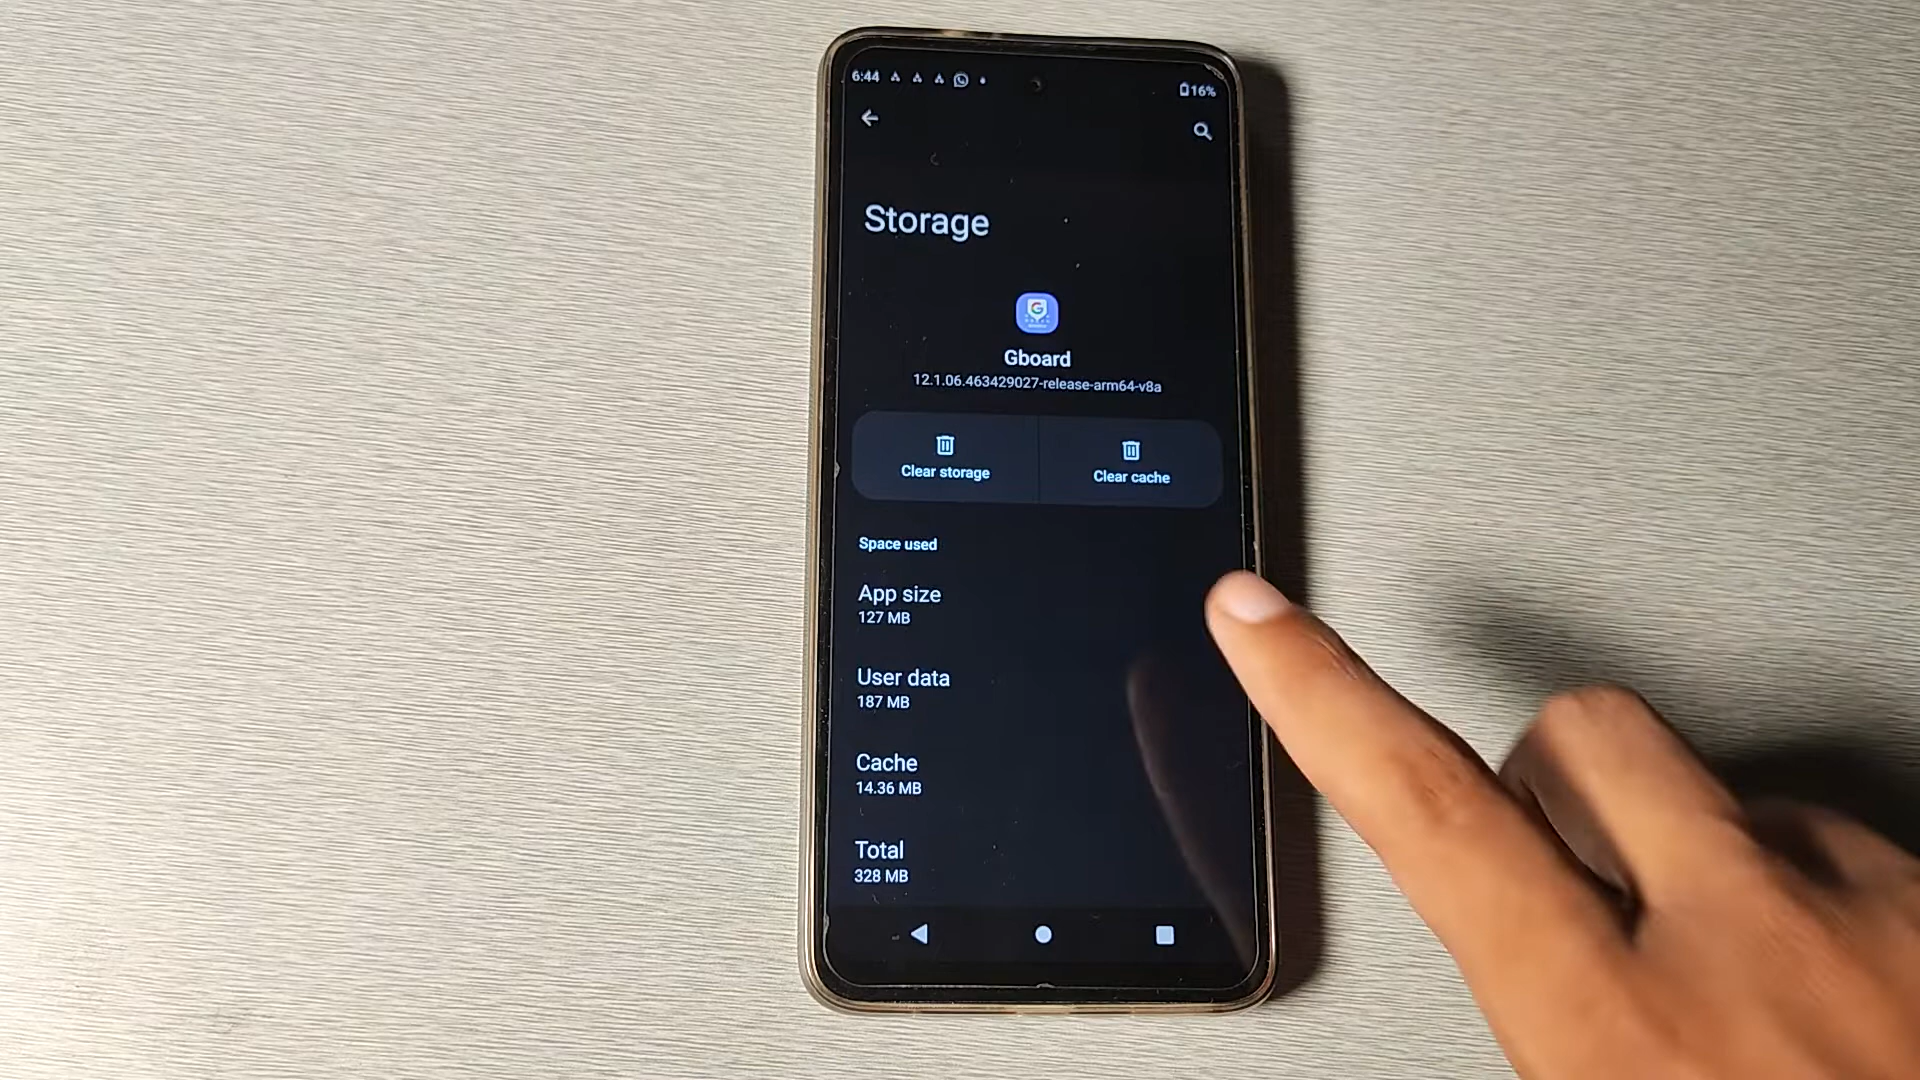 6:44
16%
Storage
G
Gboard
12.1.06.463429027-release-arm64-v8a
Clear storage
Clear cache
Space used
App size
127 MB
User data
187 MB
Cache
14.36 MB
Total
328 MB